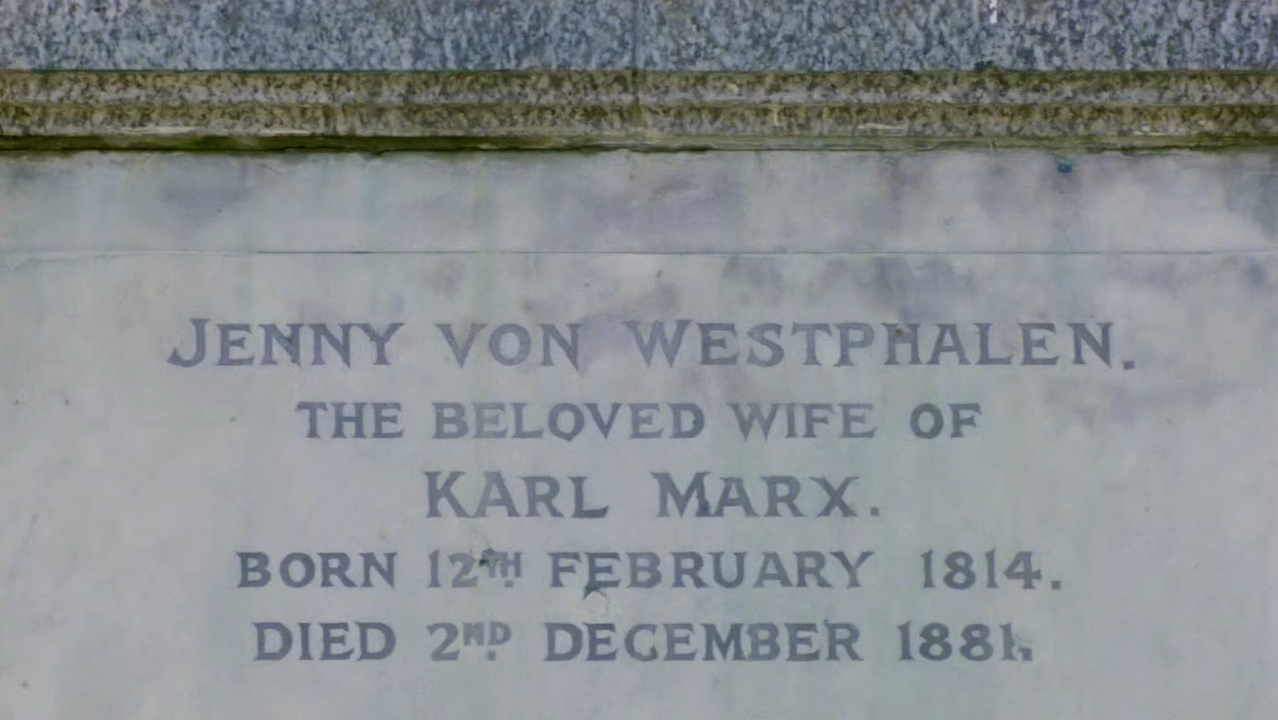 JENNY VON WESTPHALEN.
THE BELOVED WIFE OF
KARL MARX.
BORN 12TH. FEBRUARY 1814.
DIED 2ND. DECEMBER 1881.